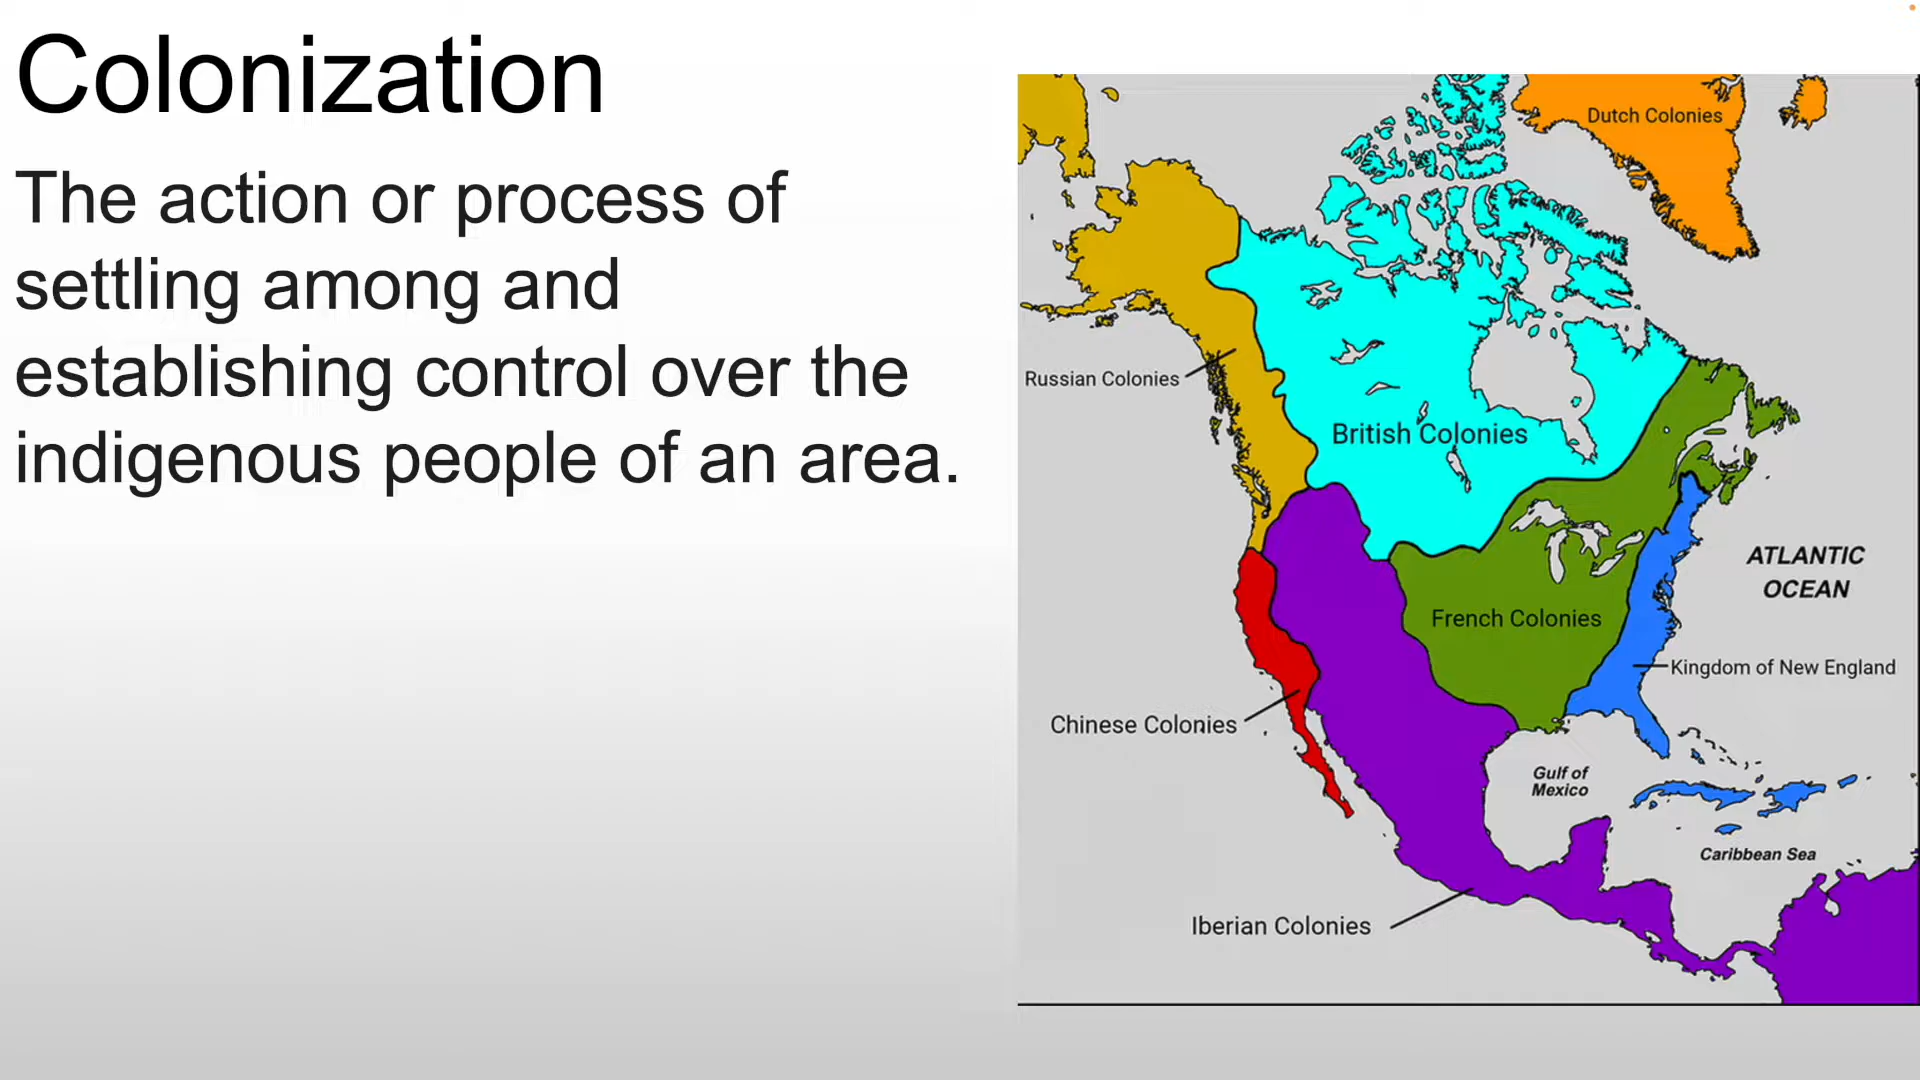 Colonization
The action or process of
settling among and
establishing control over the
indigenous people of an area.
Dutch Colonies
Russian Colonies
British Colonies
ATLANTIC
OCEAN
French Colonies
Kingdom of New England
Chinese Colonies
Gulf of
Mexico
Caribbean Sea
Iberian Colonies